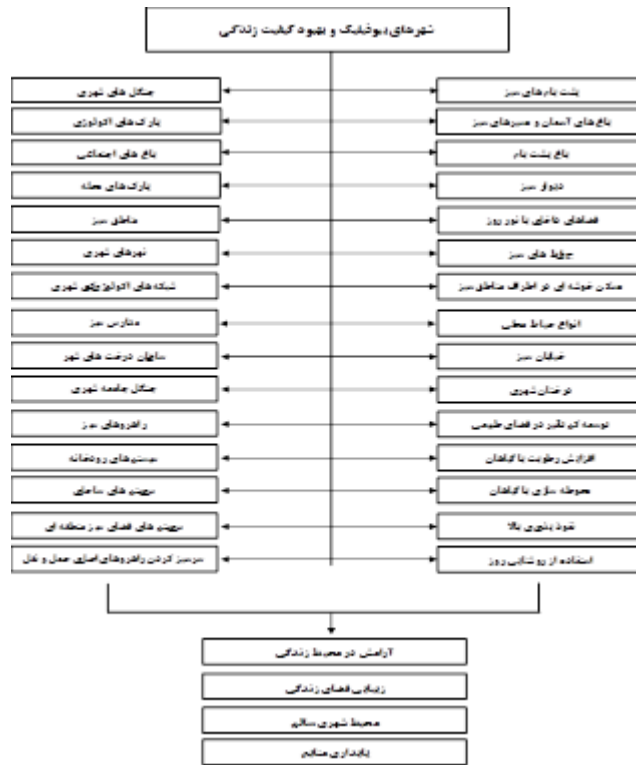 شهرهای بیوفیلیک و بهبود کیفیت زندگی
پشت بام‌های سبز
جنگل های شهری
باغ‌های آسمان و مسیرهای سبز
پارک‌های اکولوژی
باغ پشت بام
باغ های اجتماعی
دیوار سبز
پارک‌های محله
فضاهای داخلی با نور روز
مناطق سبز
حیاط های سبز
نهرهای شهری
مسکن خوشه ای در اطراف مناطق سبز
شبکه‌های اکولوژیکی شهری
انواع حیاط محلی
مدارس سبز
خیابان سبز
سایبان درخت های شهر
درختان شهری
جنگل جامعه شهری
توسعه کم تاثیر در فضای طبیعی
راهروهای سبز
افزایش رطوبت با گیاهان
سیستم‌های رودخانه
محوطه سازی با گیاهان
سیستم های ساحلی
نفوذ پذیری بالا
سیستم های فضای سبز منطقه ای
استفاده از روشنایی روز
سرسبز کردن راهروهای اصلی حمل و نقل
آرامش در محیط زندگی
زیبایی فضای زندگی
محیط شهری سالم
پایداری منابع